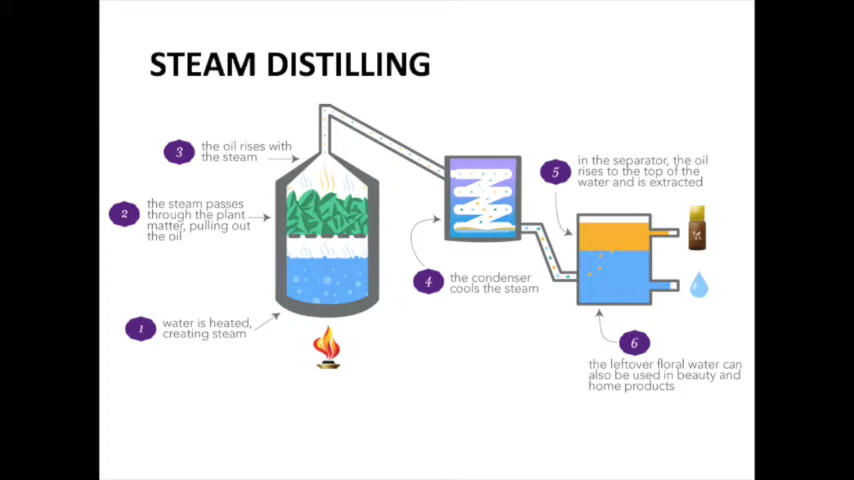 STEAM DISTILLING
1
water is heated,
creating steam
2
the steam passes
through the plant
matter, pulling out
the oil
3
the oil rises with
the steam
4
the condenser
cools the steam
5
in the separator, the oil
rises to the top of the
water and is extracted
6
the leftover floral water can
also be used in beauty and
home products